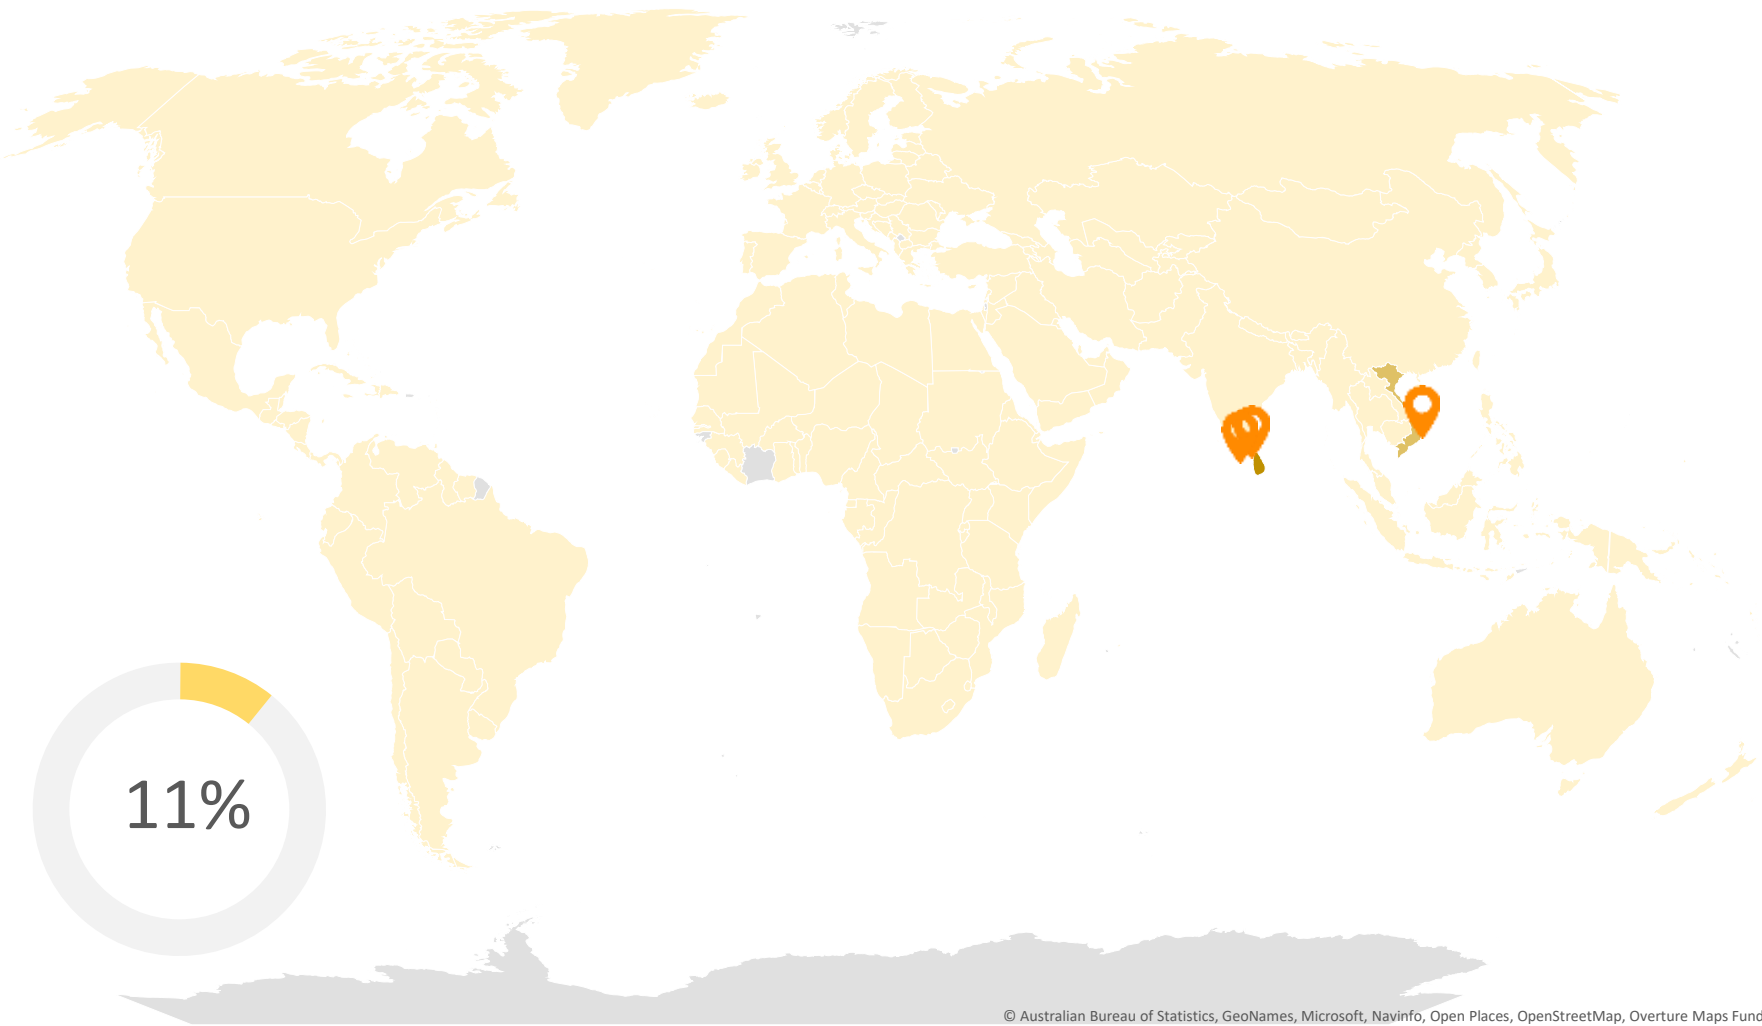 11%
© Australian Bureau of Statistics, GeoNames, Microsoft, Navinfo, Open Places, OpenStreetMap, Overture Maps Fund